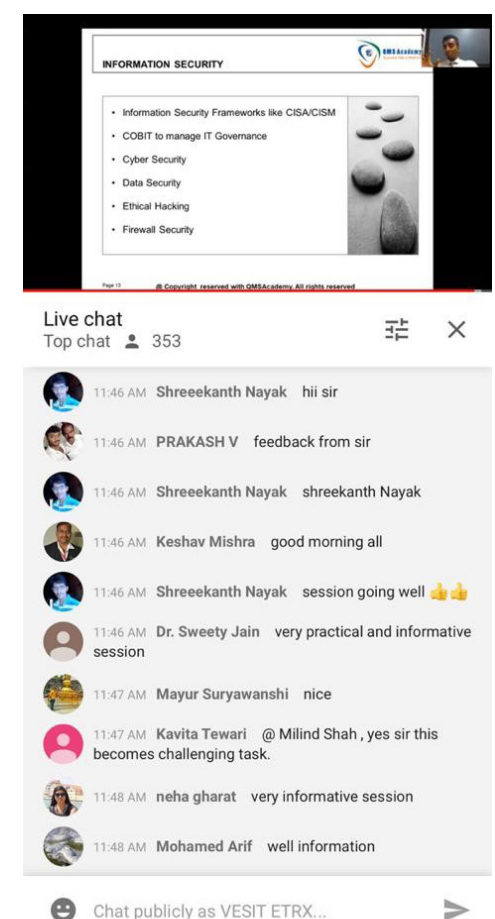 INFORMATION SECURITY
QMS Academy
• Information Security Frameworks like CISA/CISM
• COBIT to manage IT Governance
• Cyber Security
• Data Security
• Ethical Hacking
• Firewall Security
Page 13 @ Copyright reserved with QMSAcademy. All rights reserved
Live chat
Top chat 353
11:46 AM Shreeekanth Nayak hii sir
11:46 AM PRAKASH V feedback from sir
11:46 AM Shreeekanth Nayak shreekanth Nayak
11:46 AM Keshav Mishra good morning all
11:46 AM Shreeekanth Nayak session going well 👍👍
11:46 AM Dr. Sweety Jain very practical and informative
session
11:47 AM Mayur Suryawanshi nice
11:47 AM Kavita Tewari @ Milind Shah , yes sir this
becomes challenging task.
11:48 AM neha gharat very informative session
11:48 AM Mohamed Arif well information
Chat publicly as VESIT ETRX...